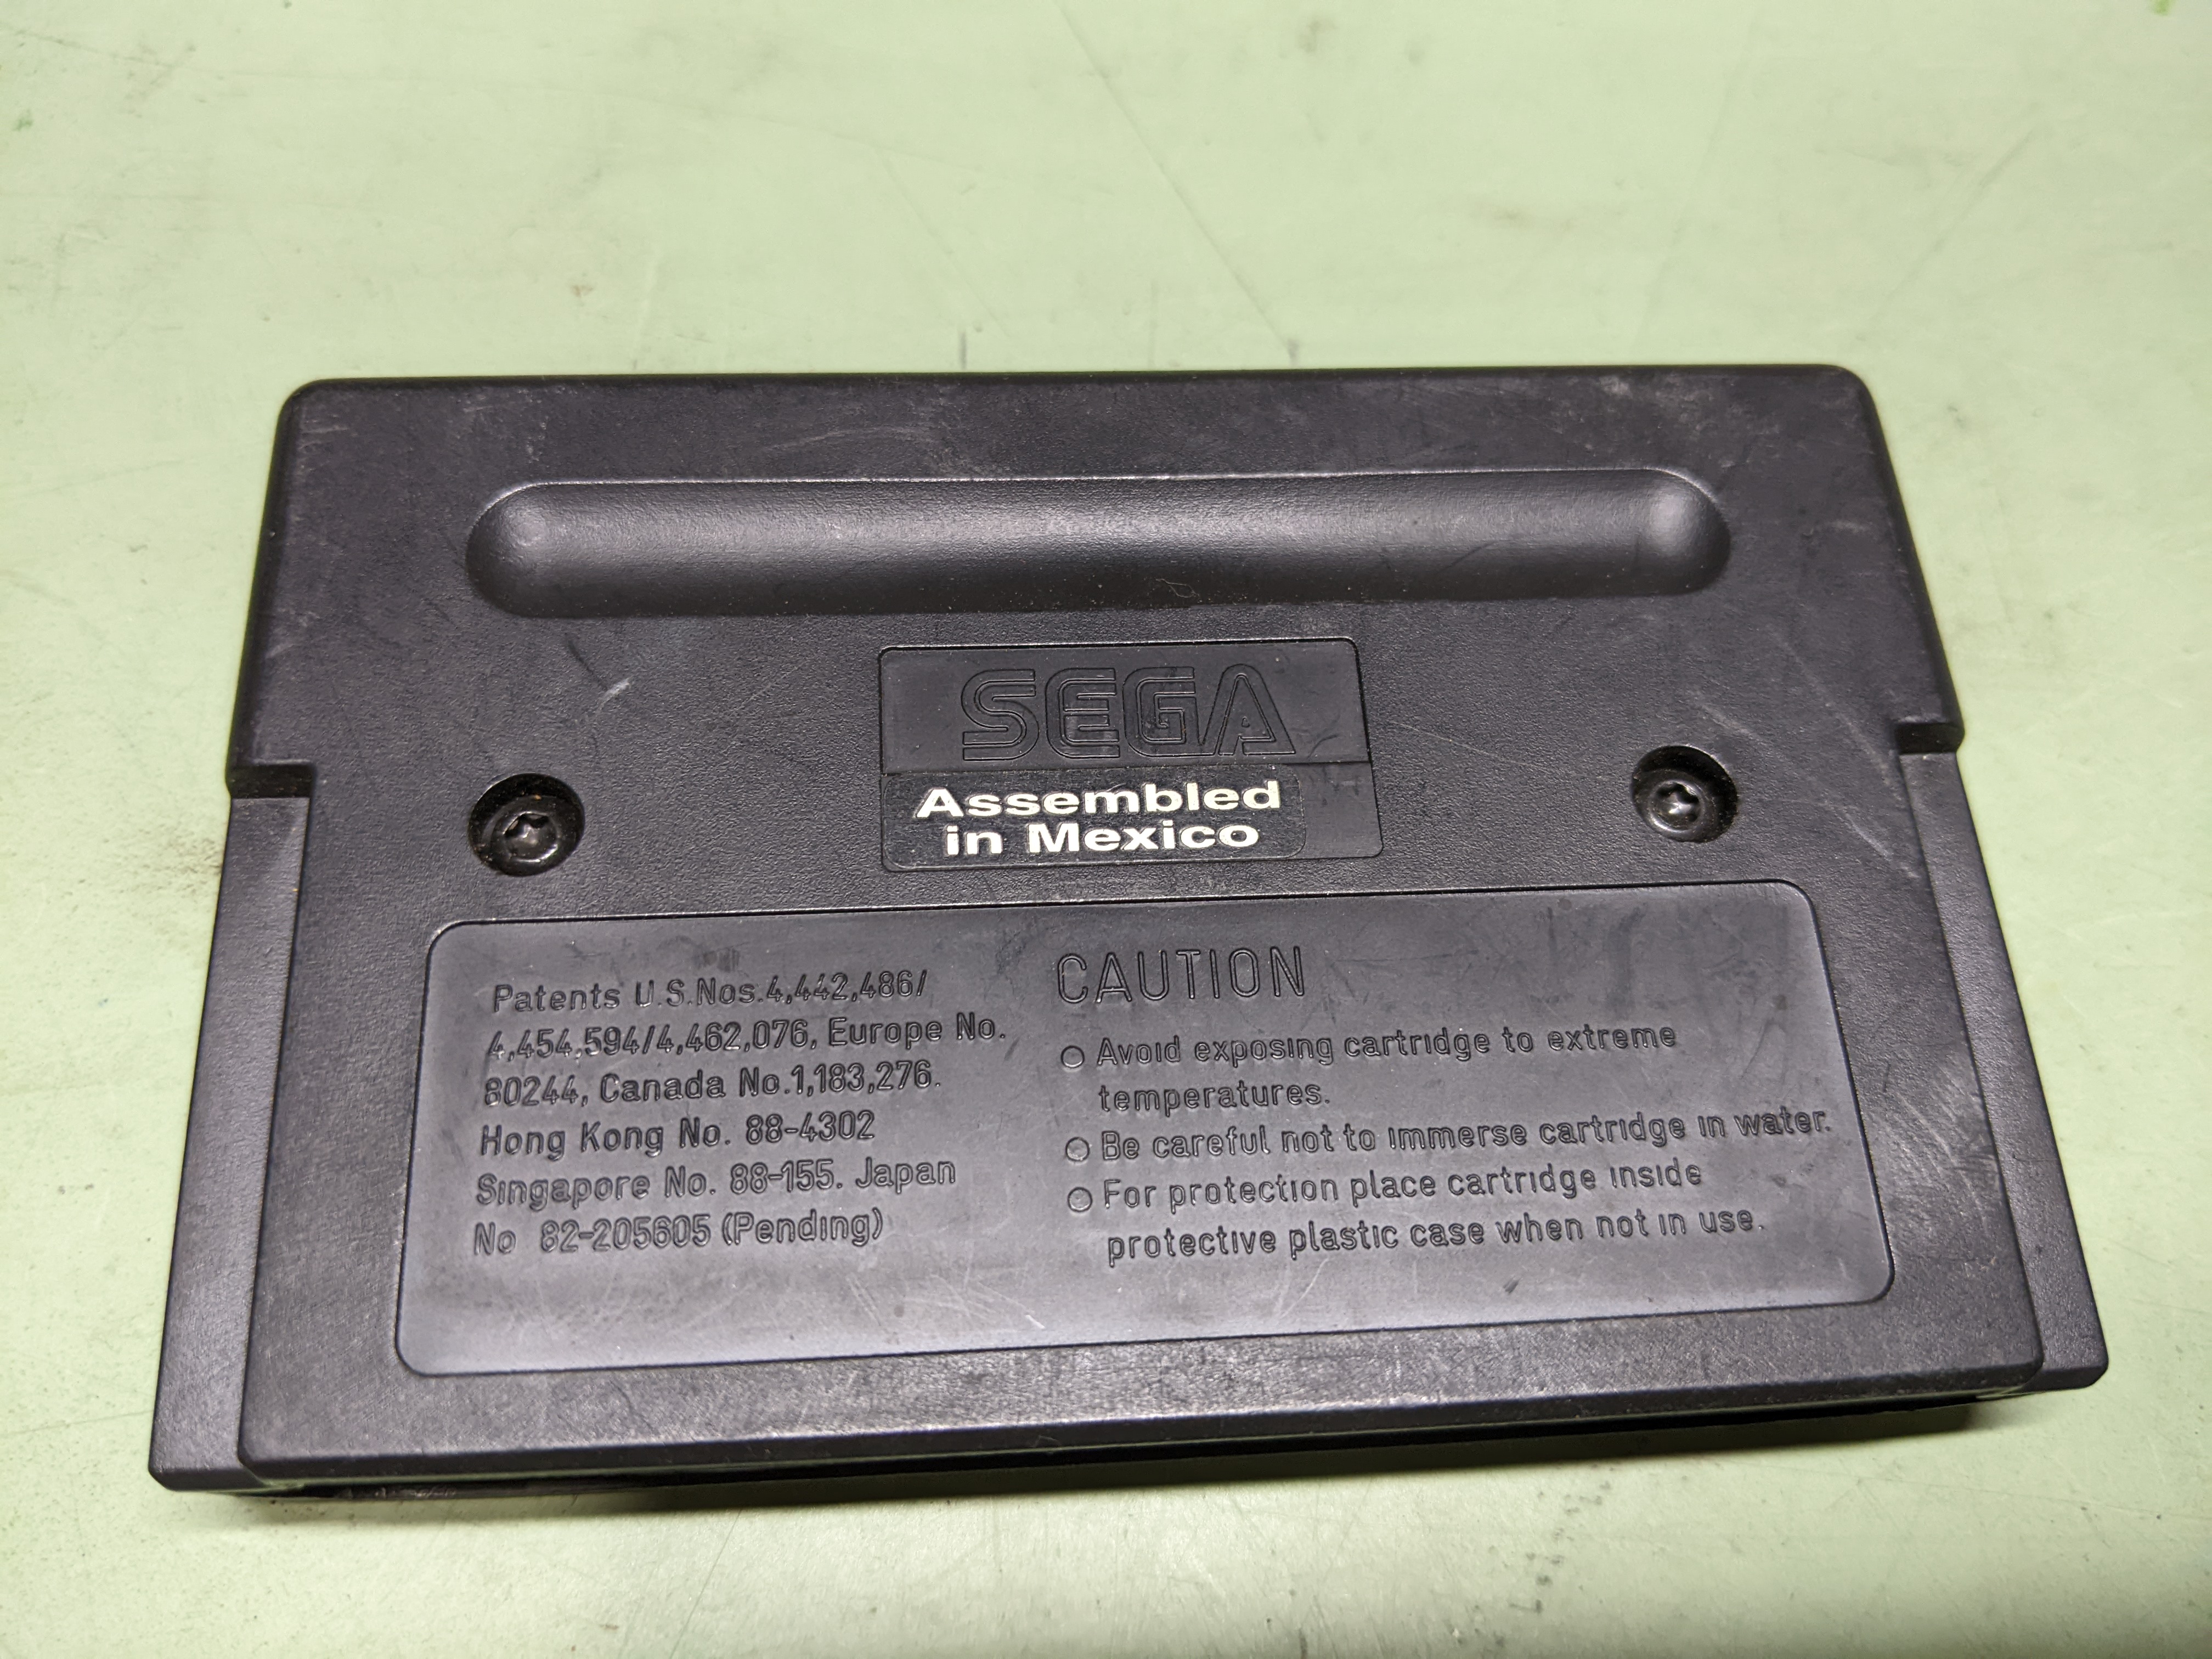 SEGA
Assembled
in Mexico
Patents U.S.Nos.4,442,486/
4,454,594/4,462,076, Europe No.
80244, Canada No.1,183,276.
Hong Kong No. 88-4302
Singapore No. 88-155. Japan
No 82-205605 (Pending)
CAUTION
○ Avoid exposing cartridge to extreme
temperatures.
○ Be careful not to immerse cartridge in water.
○ For protection place cartridge inside
protective plastic case when not in use.